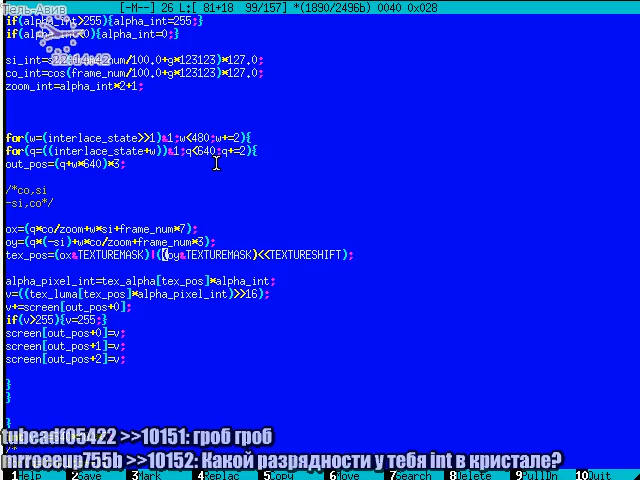 [-M--] 26 L:[ 81+18 99/157] *(1890/2496b) 0040 0x028
Тель-Авив
if(alpha_int>255){alpha_int=255;}
if(alpha_int<0){alpha_int=0;}
si_int=si(frame_num/100.0+g*123123)*127.0;
co_int=cos(frame_num/100.0+g*123123)*127.0;
zoom_int=alpha_int*2+1;
for(w=(interlace_state>>1)&1;w<480;w+=2){
for(q=((interlace_state+w))&1;q<640;q+=2){
out_pos=(q+w*640)*3;
/*co,si
-si,co*/
ox=(q*co/zoom+w*si+frame_num*7);
oy=(q*(-si)+w*co/zoom+frame_num*3);
tex_pos=(ox&TEXTUREMASK)|((oy&TEXTUREMASK)<<TEXTURESHIFT);
alpha_pixel_int=tex_alpha[tex_pos]*alpha_int;
v=((tex_luma[tex_pos]*alpha_pixel_int)>>16);
v+=screen[out_pos+0];
if(v>255){v=255;}
screen[out_pos+0]=v;
screen[out_pos+1]=v;
screen[out_pos+2]=v;
}
}
}
tubeadf05422 >>10151: гроб гроб
/*
mrroeeup755b >>10152: Какой разрядности у тебя int в кристале?
1Help 2Save 3Mark 4Replac 5Copy 6Move 7Search 8Delete 9PullDn 10Quit